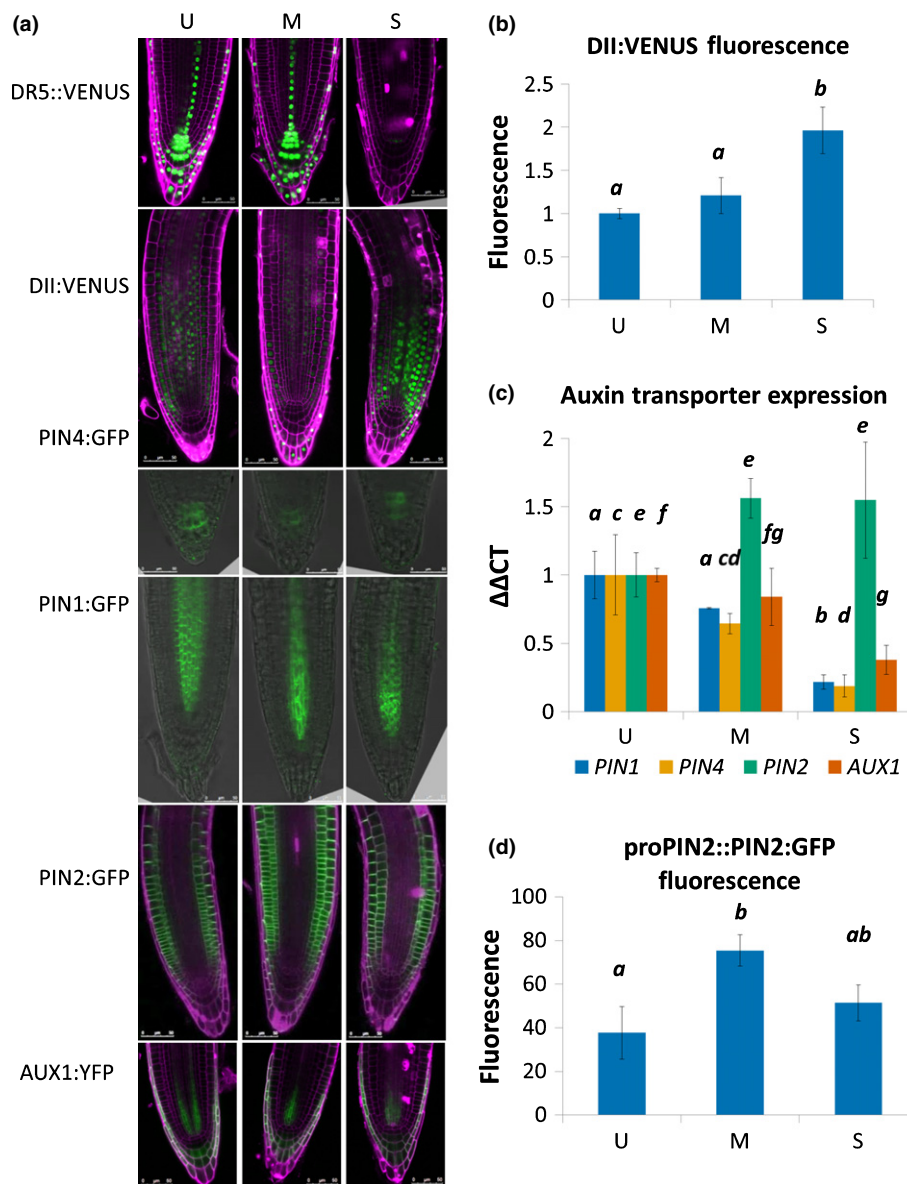 (a)
U M S
DR5::VENUS
DII:VENUS
PIN4:GFP
PIN1:GFP
PIN2:GFP
AUX1:YFP
(b)
DII:VENUS fluorescence
Fluorescence
2.5
2
1.5
1
0.5
0
a
a
b
U M S
(c)
Auxin transporter expression
ΔΔCT
2
1.5
1
0.5
0
a c e f
a cd e fg
b d e g
U M S
PIN1 PIN4 PIN2 AUX1
(d)
proPIN2::PIN2:GFP
fluorescence
Fluorescence
100
80
60
40
20
0
a
b
ab
U M S